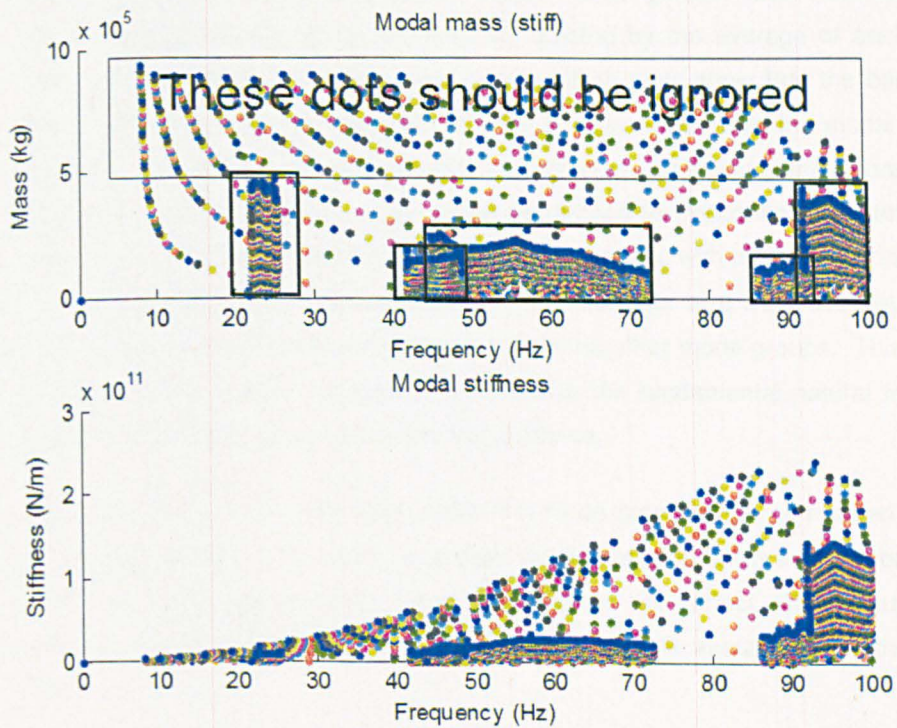 Modal mass (stiff)
x 10^5
10
5
0
Mass (kg)
These dots should be ignored
0 10 20 30 40 50 60 70 80 90 100
Frequency (Hz)
Modal stiffness
x 10^11
3
2
1
0
Stiffness (N/m)
0 10 20 30 40 50 60 70 80 90 100
Frequency (Hz)